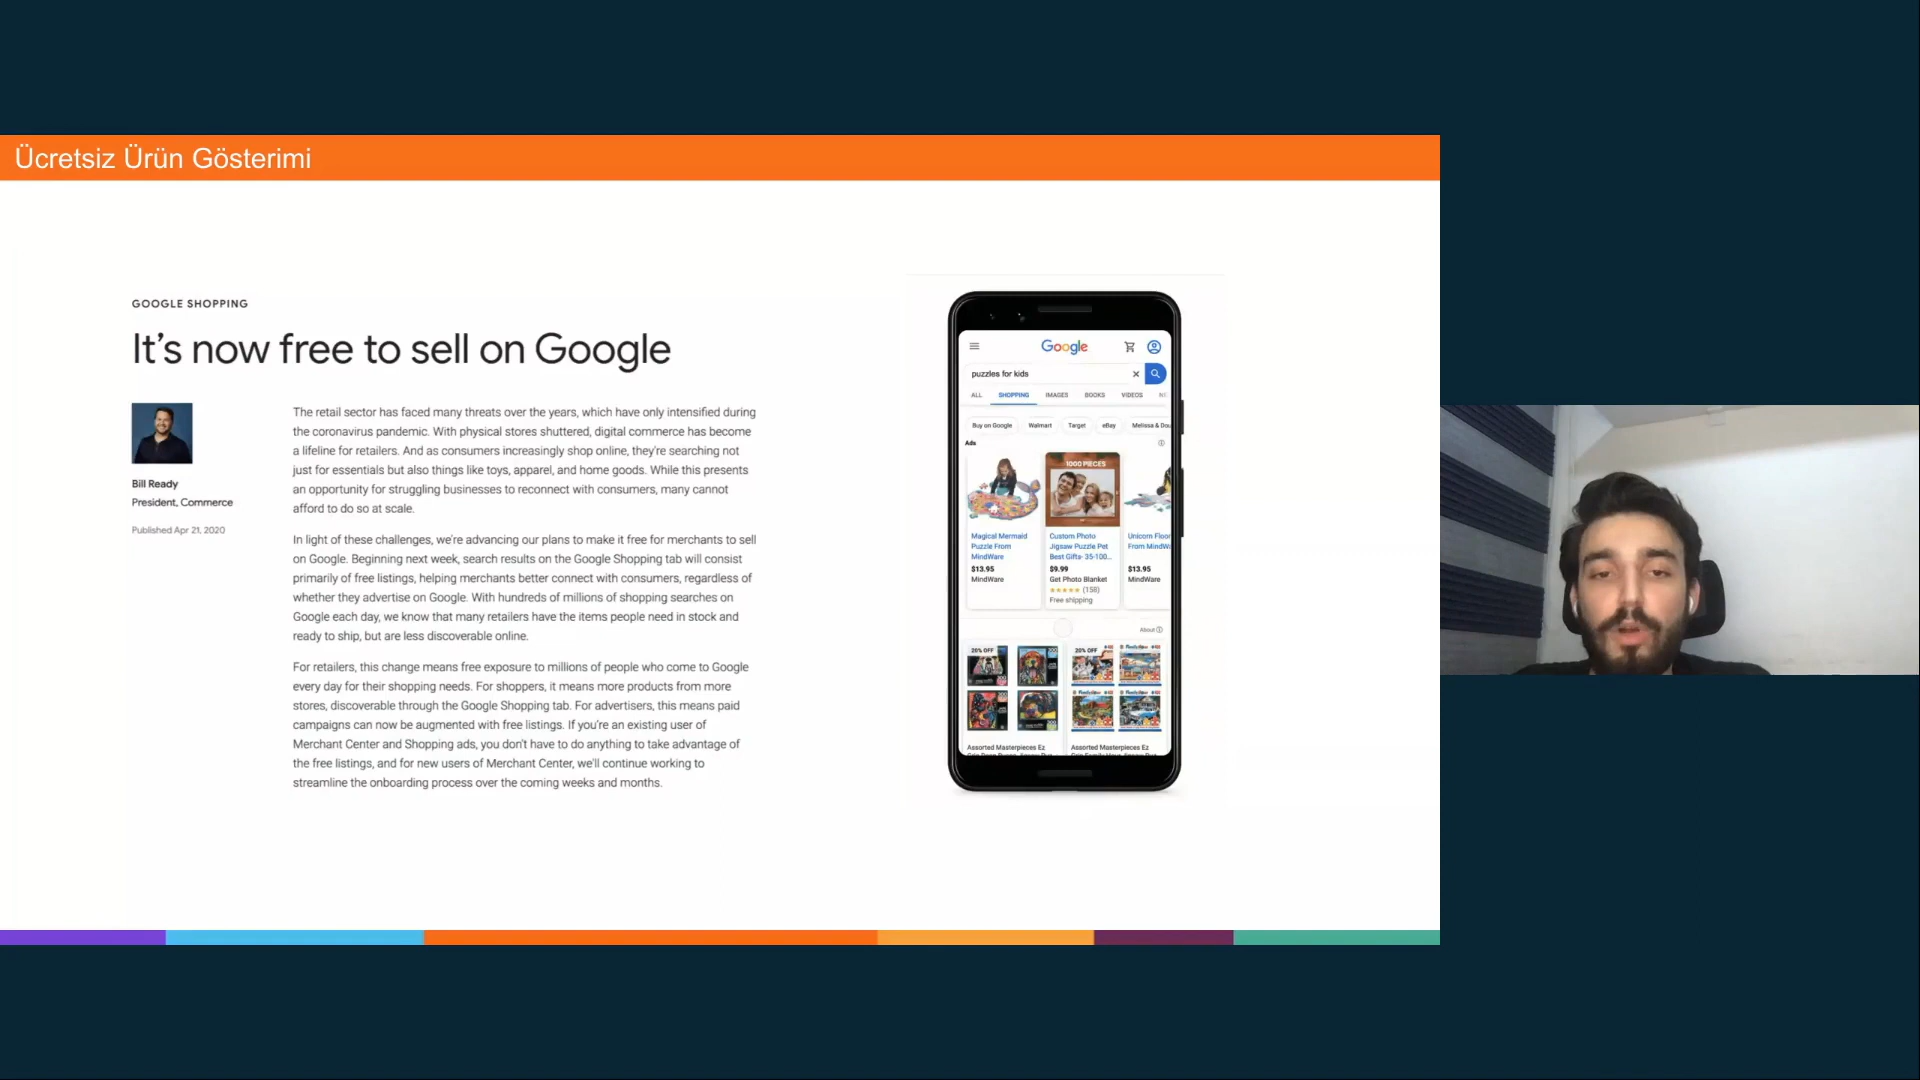 Ücretsiz Ürün Gösterimi
GOOGLE SHOPPING
It’s now free to sell on Google
Bill Ready
President, Commerce
Published Apr 21, 2020
The retail sector has faced many threats over the years, which have only intensified during
the coronavirus pandemic. With physical stores shuttered, digital commerce has become
a lifeline for retailers. And as consumers increasingly shop online, they’re searching not
just for essentials but also things like toys, apparel, and home goods. While this presents
an opportunity for struggling businesses to reconnect with consumers, many cannot
afford to do so at scale.
In light of these challenges, we’re advancing our plans to make it free for merchants to sell
on Google. Beginning next week, search results on the Google Shopping tab will consist
primarily of free listings, helping merchants better connect with consumers, regardless of
whether they advertise on Google. With hundreds of millions of shopping searches on
Google each day, we know that many retailers have the items people need in stock and
ready to ship, but are less discoverable online.
For retailers, this change means free exposure to millions of people who come to Google
every day for their shopping needs. For shoppers, it means more products from more
stores, discoverable through the Google Shopping tab. For advertisers, this means paid
campaigns can now be augmented with free listings. If you’re an existing user of
Merchant Center and Shopping ads, you don’t have to do anything to take advantage of
the free listings, and for new users of Merchant Center, we’ll continue working to
streamline the onboarding process over the coming weeks and months.
Google
puzzles for kids
ALL SHOPPING IMAGES BOOKS VIDEOS
Buy on Google Walmart Target eBay Melissa & Dou
Ads
1000 PIECES
Magical Mermaid
Puzzle From
MindWare
$13.95
MindWare
Custom Photo
Jigsaw Puzzle Pet
Best Gifts- 35-100...
$9.99
Get Photo Blanket
(158)
Free shipping
Unicorn Floor
From MindWa
$13.95
MindWare
About
20% OFF
20% OFF
Assorted Masterpieces Ez
Assorted Masterpieces Ez